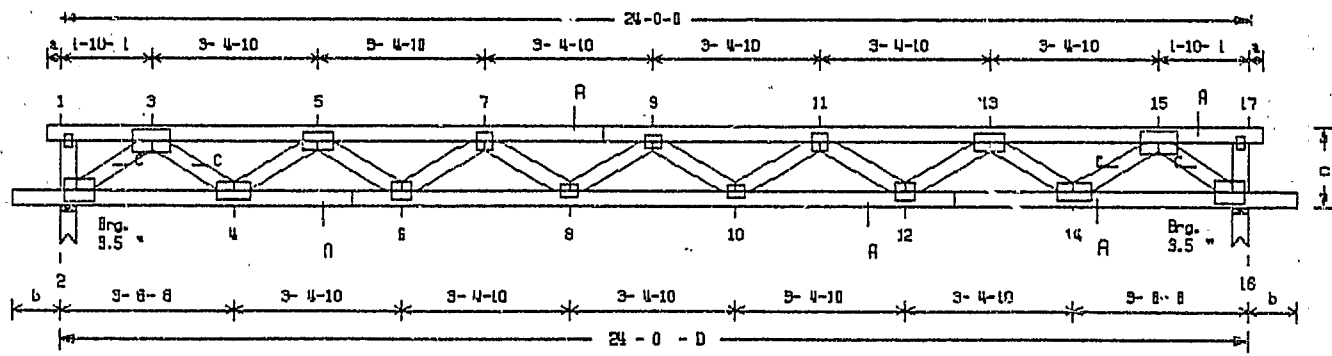 24-0-0
a 1-10-1 3-4-10 3-4-10 3-4-10 3-4-10 3-4-10 3-4-10 1-10-1 a
1 3 5 7 A 9 11 13 15 A 17
C C C C
D
Brg. 3.5 "
A A A
Brg. 3.5 "
4 6 8 10 12 14
2 16
b 3-6-8 3-4-10 3-4-10 3-4-10 3-4-10 3-4-10 3-6-8 b
24-0-0